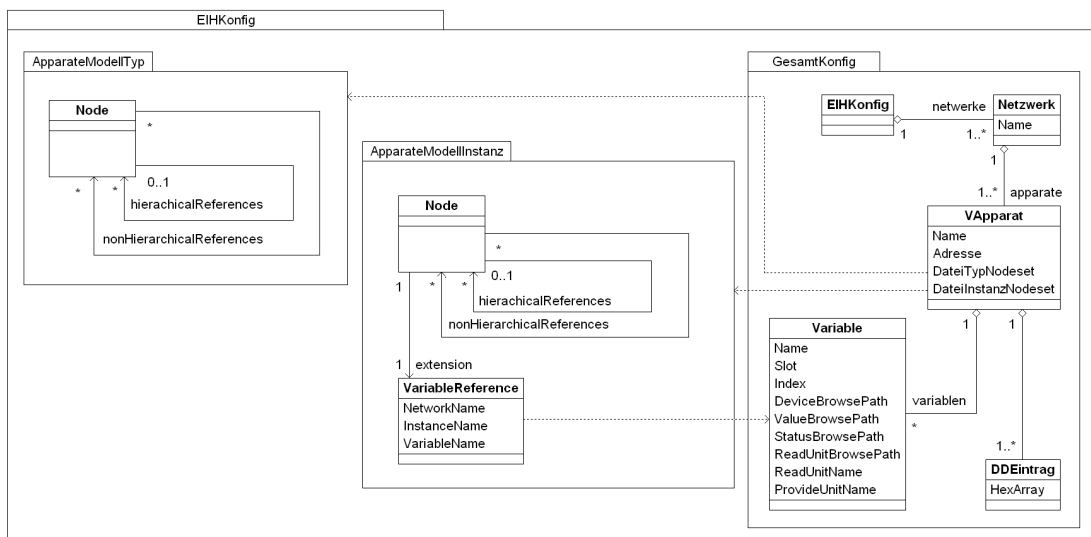 EIHKonfig
ApparateModellTyp
Node
*
0..1
*
*
hierachicalReferences
nonHierarchicalReferences
ApparateModellInstanz
Node
*
0..1
1
*
*
hierachicalReferences
nonHierarchicalReferences
1
extension
VariableReference
NetworkName
InstanceName
VariableName
GesamtKonfig
EIHKonfig
netwerke
1
1..*
Netzwerk
Name
1
1..*
apparate
VApparat
Name
Adresse
DateiTypNodeset
DateiInstanzNodeset
1
1
variablen
*
Variable
Name
Slot
Index
DeviceBrowsePath
ValueBrowsePath
StatusBrowsePath
ReadUnitBrowsePath
ReadUnitName
ProvideUnitName
1..*
DDEintrag
HexArray